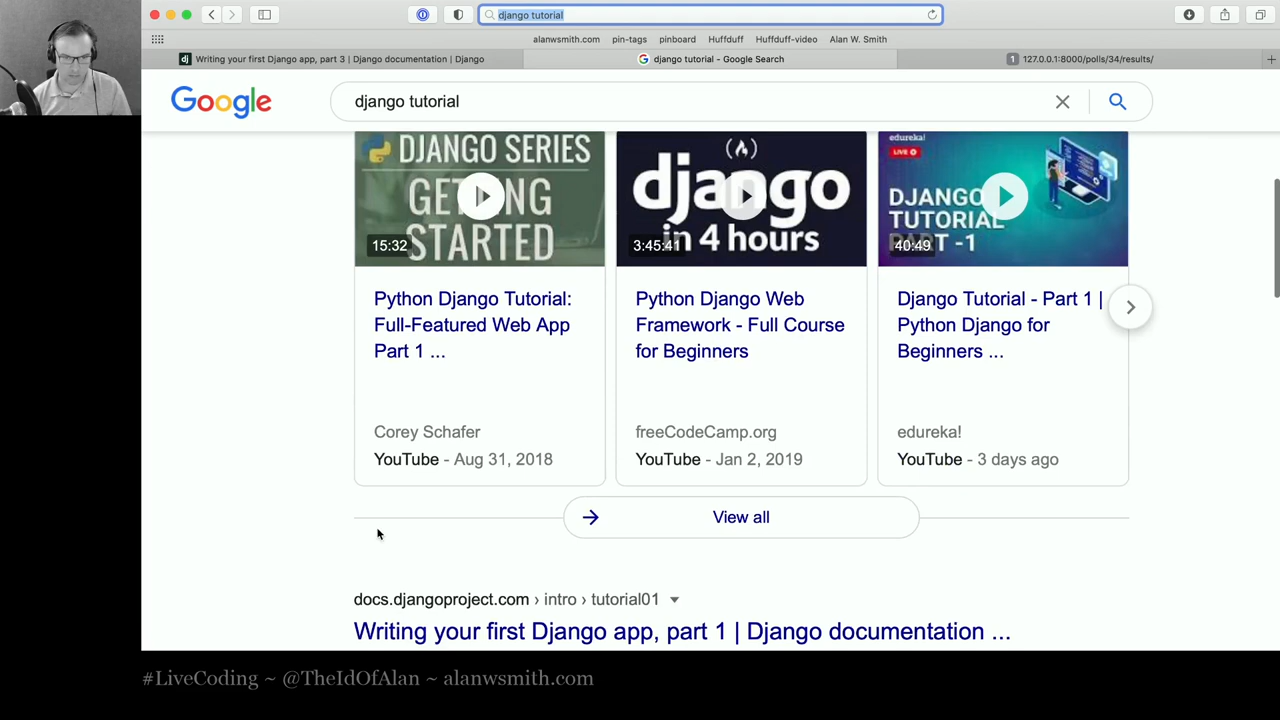 django tutorial
alanwsmith.com pin-tags pinboard Huffduff Huffduff-video Alan W. Smith
dj Writing your first Django app, part 3 | Django documentation | Django
G django tutorial - Google Search
1 127.0.0.1:8000/polls/34/results/
Google
django tutorial
DJANGO SERIES
GETTING
STARTED
15:32
Python Django Tutorial:
Full-Featured Web App
Part 1 ...
Corey Schafer
YouTube - Aug 31, 2018
django
in 4 hours
3:45:41
Python Django Web
Framework - Full Course
for Beginners
freeCodeCamp.org
YouTube - Jan 2, 2019
edureka!
LIVE
DJANGO
TUTORIAL
PART -1
40:49
Django Tutorial - Part 1 |
Python Django for
Beginners ...
edureka!
YouTube - 3 days ago
View all
docs.djangoproject.com › intro › tutorial01
Writing your first Django app, part 1 | Django documentation ...
#LiveCoding ~ @TheIdOfAlan ~ alanwsmith.com